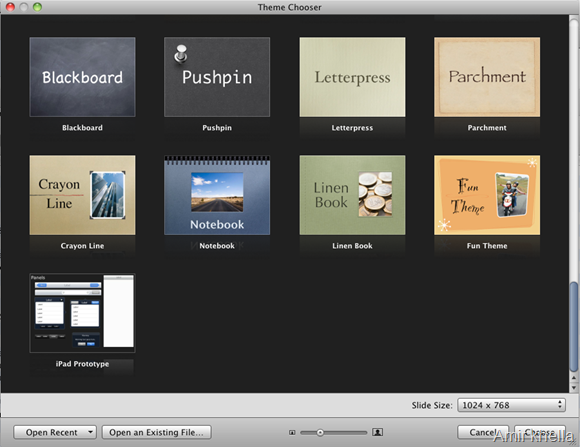 Theme Chooser
Blackboard
Pushpin
Letterpress
Parchment
Blackboard
Pushpin
Letterpress
Parchment
Crayon
Line
Notebook
Linen
Book
Fun
Theme
Crayon Line
Notebook
Linen Book
Fun Theme
Panels
iPad Prototype
Slide Size: 1024 x 768
Open Recent
Open an Existing File...
Cancel
Choose
Amir Khella